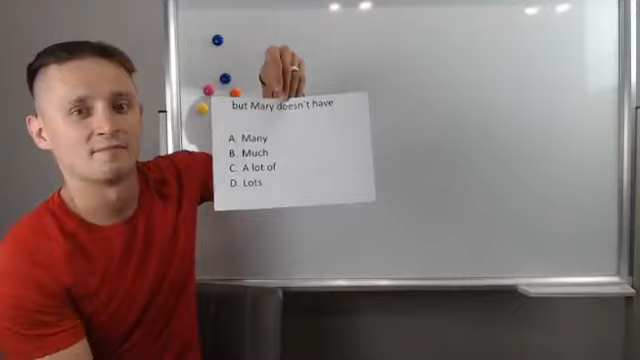 but Mary doesn't have
A. Many
B. Much
C. A lot of
D. Lots